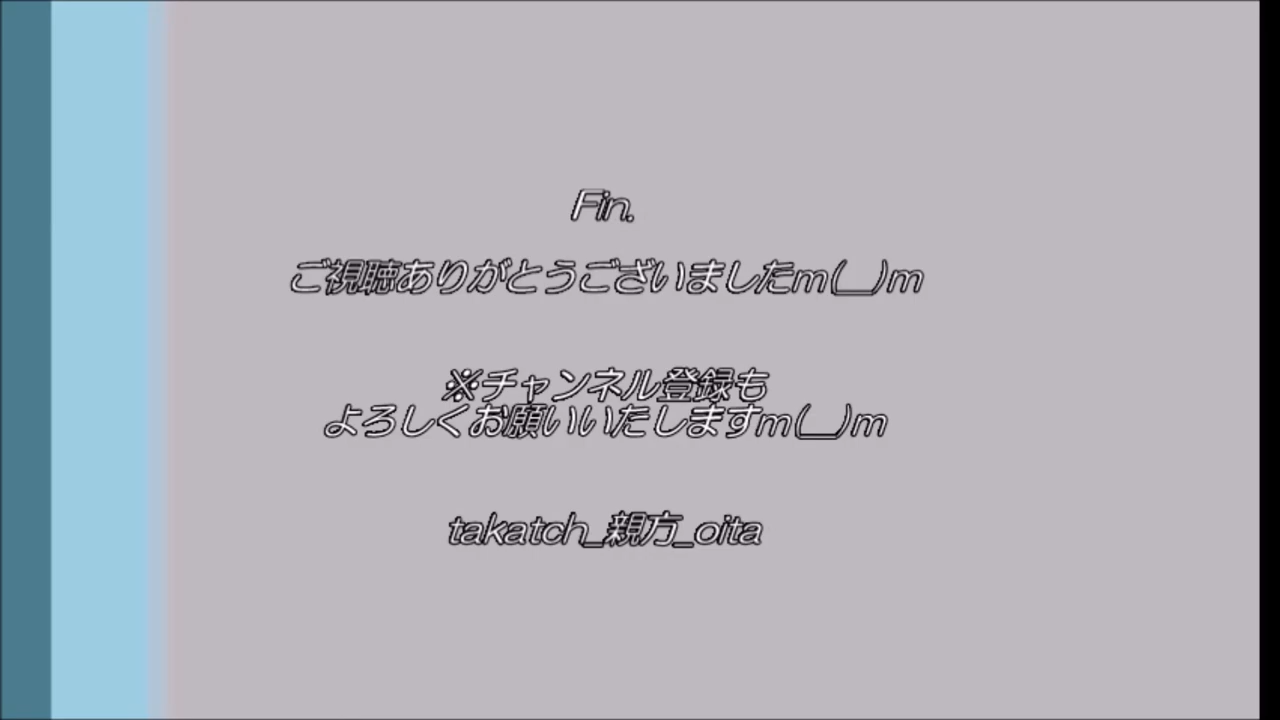 Fin.
ご視聴ありがとうございましたm(__)m
※チャンネル登録も
よろしくお願いいたしますm(__)m
takatch_親方_oita